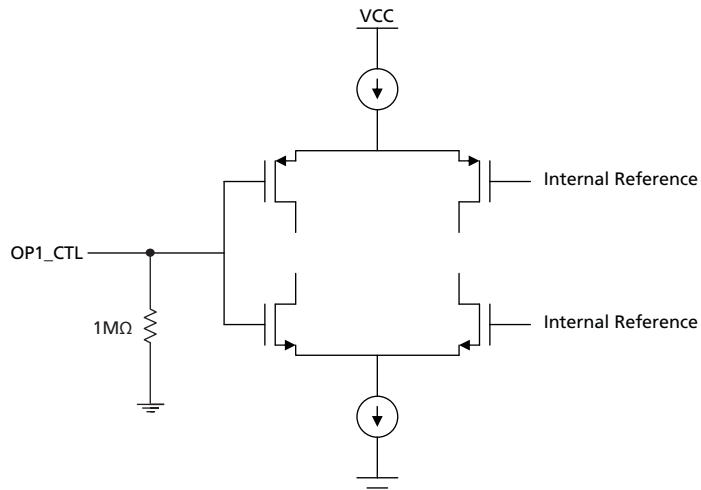 VCC
Internal Reference
OP1_CTL
1MΩ
Internal Reference